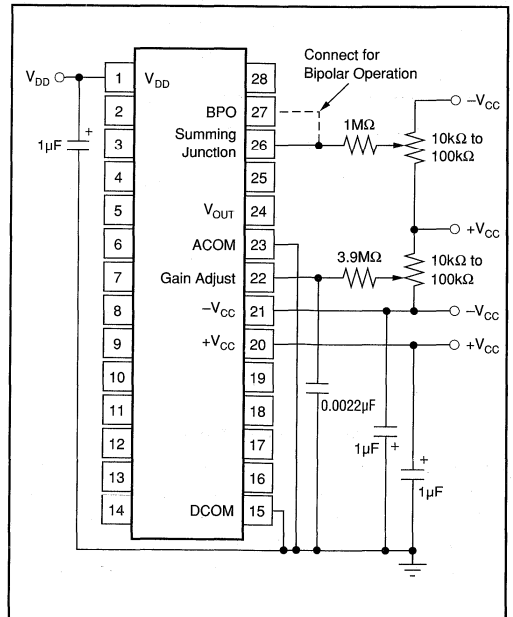 Connect for
Bipolar Operation
V_DD
1 V_DD 28
2 BPO 27
1MΩ
−V_CC
10kΩ to
100kΩ
+
1µF
3 Summing
Junction 26
4 25
5 V_OUT 24
+V_CC
6 ACOM 23
3.9MΩ
10kΩ to
100kΩ
7 Gain Adjust 22
8 −V_CC 21
−V_CC
9 +V_CC 20
+V_CC
10 19
0.0022µF
11 18
12 17
1µF +
+
1µF
13 16
14 DCOM 15